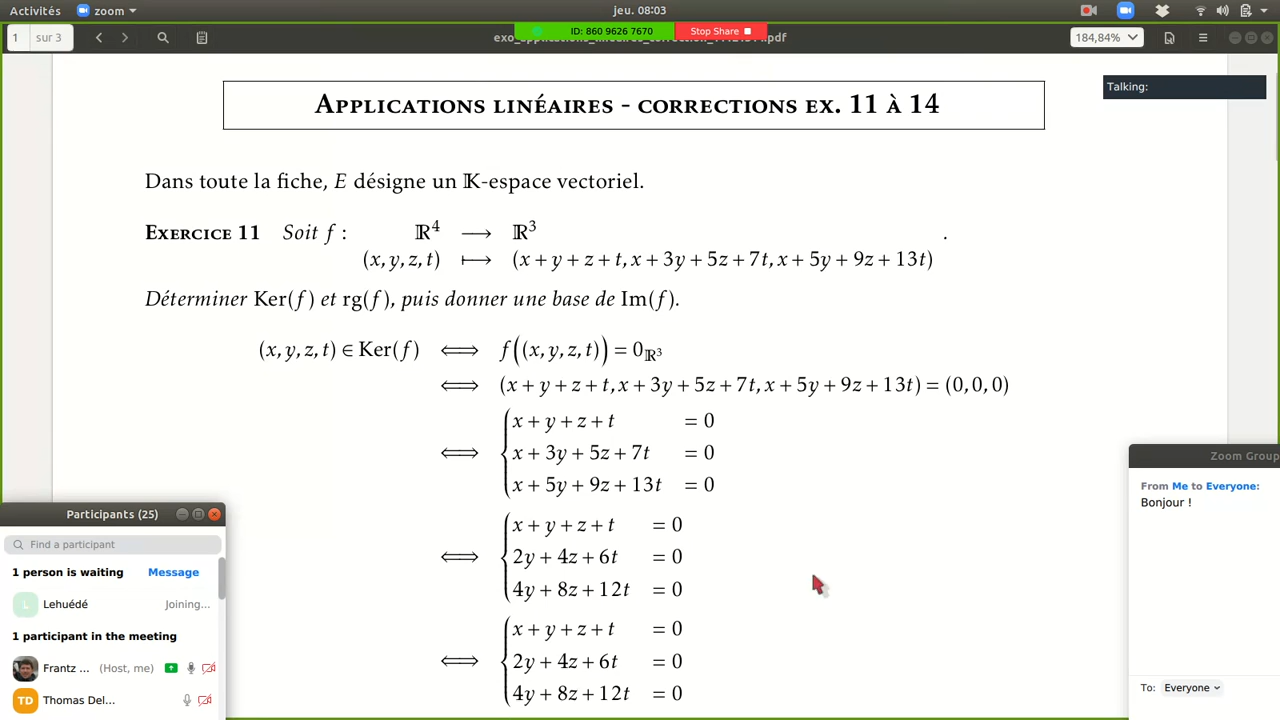 Activités zoom jeu. 08:03
1 sur 3 ID: 860 9626 7670 Stop Share 184,84%
Talking:
APPLICATIONS LINÉAIRES - CORRECTIONS EX. 11 À 14
Dans toute la fiche, E désigne un 𝕂-espace vectoriel.
EXERCICE 11 Soit f : ℝ⁴ ⟶ ℝ³ .
(x, y, z, t) ⟼ (x + y + z + t, x + 3y + 5z + 7t, x + 5y + 9z + 13t)
Déterminer Ker(f) et rg(f), puis donner une base de Im(f).
(x, y, z, t) ∈ Ker(f) ⟺ f((x, y, z, t)) = 0_ℝ³
⟺ (x + y + z + t, x + 3y + 5z + 7t, x + 5y + 9z + 13t) = (0, 0, 0)
x + y + z + t = 0
⟺ { x + 3y + 5z + 7t = 0
x + 5y + 9z + 13t = 0
x + y + z + t = 0
⟺ { 2y + 4z + 6t = 0
4y + 8z + 12t = 0
x + y + z + t = 0
⟺ { 2y + 4z + 6t = 0
4y + 8z + 12t = 0
Participants (25)
Find a participant
1 person is waiting Message
L Lehuédé Joining...
1 participant in the meeting
Frantz ... (Host, me)
TD Thomas Del...
Zoom Group
From Me to Everyone:
Bonjour !
To: Everyone